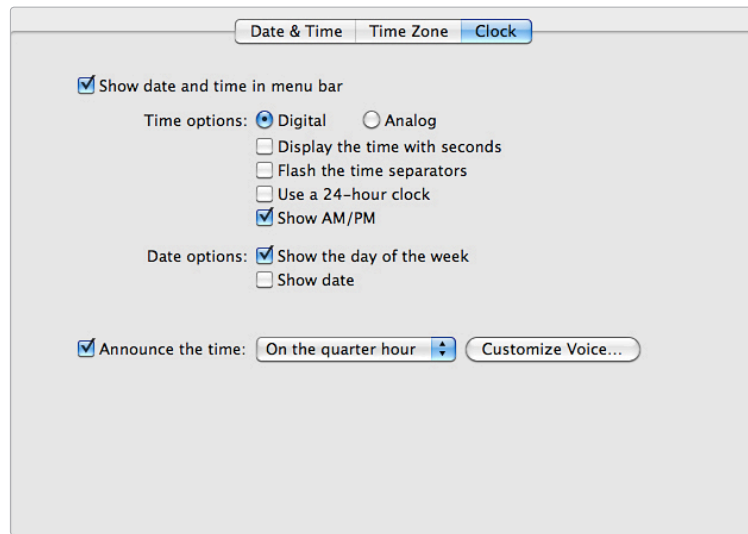 Date & Time Time Zone Clock
Show date and time in menu bar
Time options: Digital Analog
Display the time with seconds
Flash the time separators
Use a 24-hour clock
Show AM/PM
Date options: Show the day of the week
Show date
Announce the time: On the quarter hour Customize Voice...